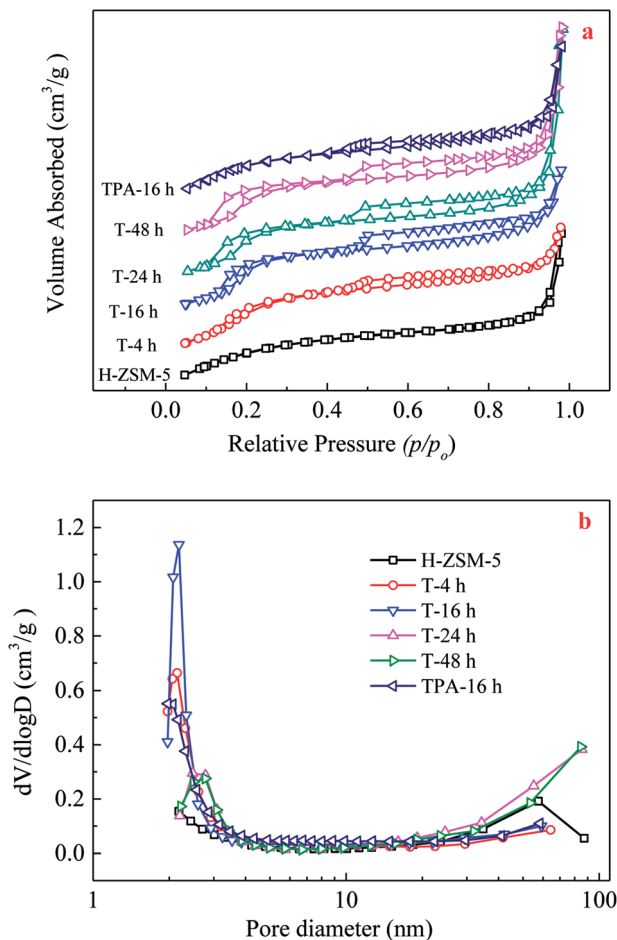 a
Volume Absorbed (cm³/g)
TPA-16 h
T-48 h
T-24 h
T-16 h
T-4 h
H-ZSM-5
0.0 0.2 0.4 0.6 0.8 1.0
Relative Pressure (p/pₒ)
b
dV/dlogD (cm³/g)
1.2
1.0
0.8
0.6
0.4
0.2
0.0
H-ZSM-5
T-4 h
T-16 h
T-24 h
T-48 h
TPA-16 h
1 10 100
Pore diameter (nm)